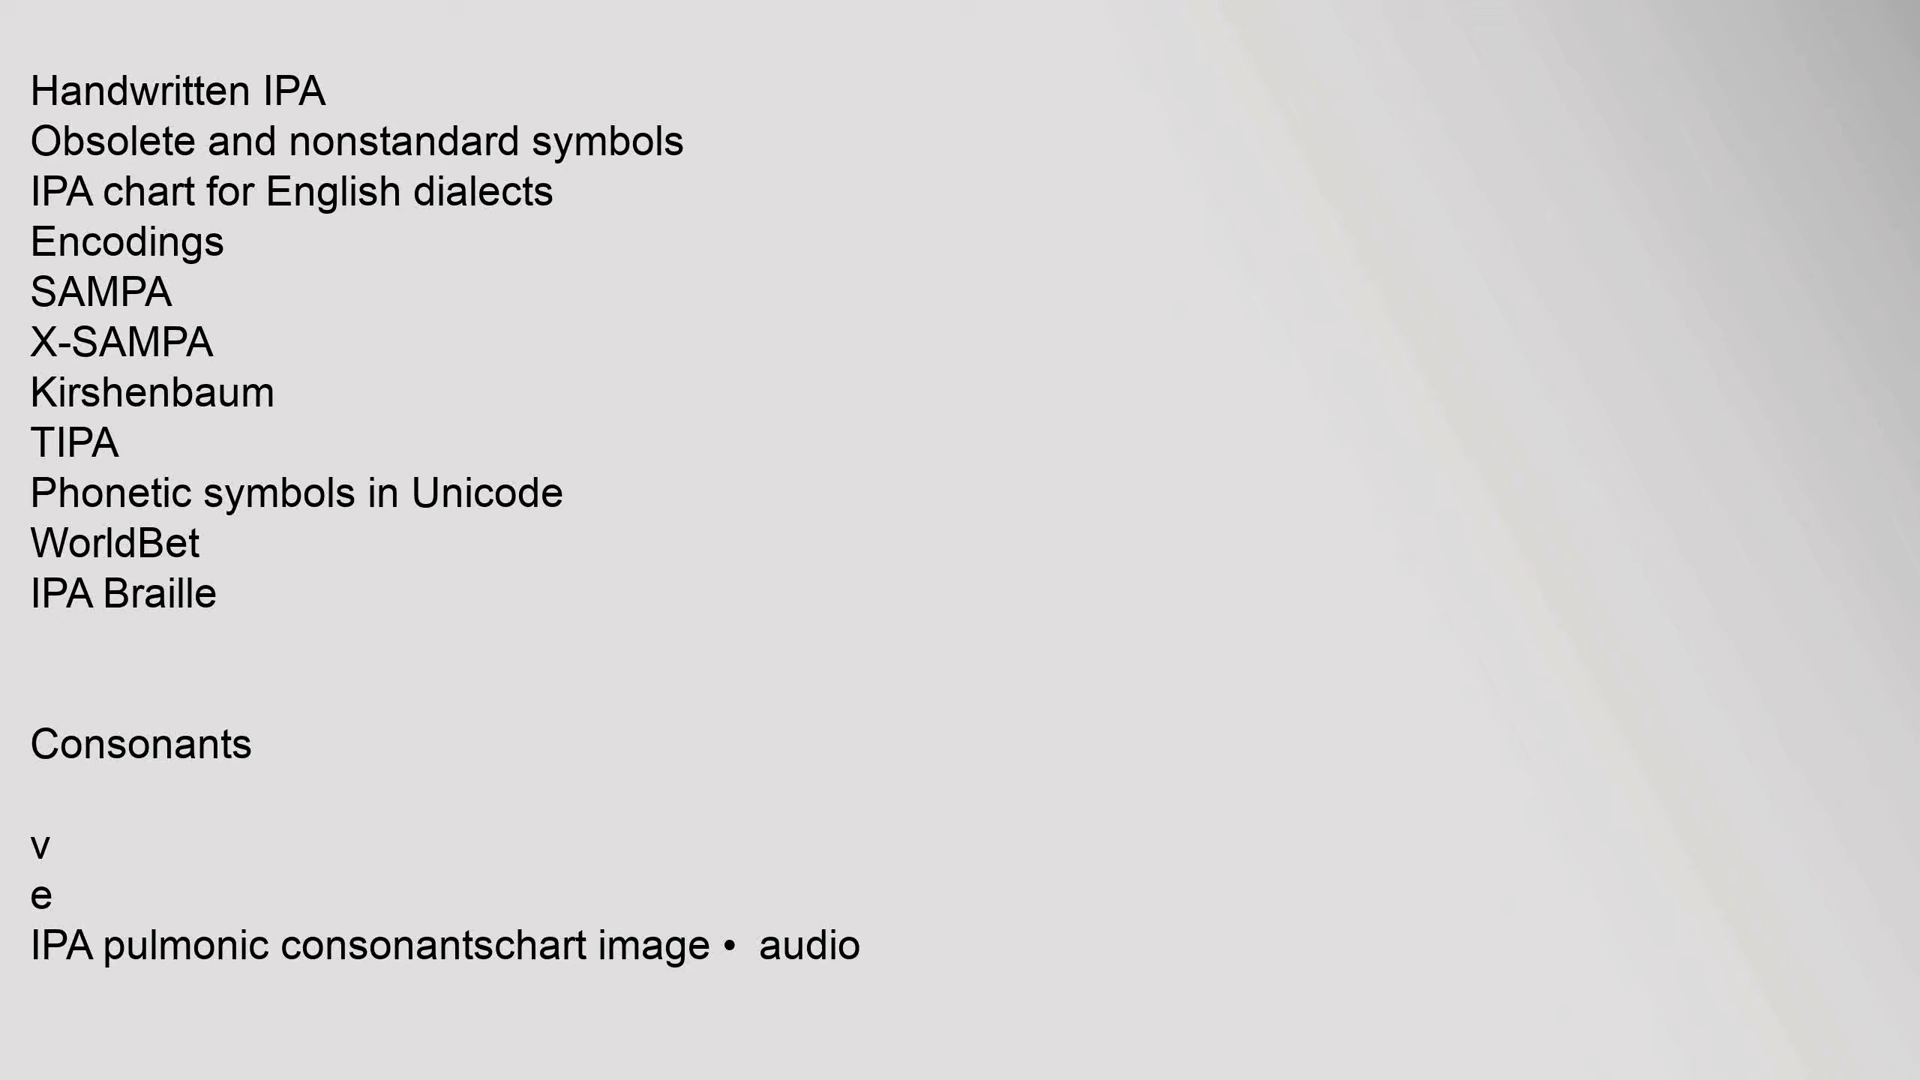 Handwritten IPA
Obsolete and nonstandard symbols
IPA chart for English dialects
Encodings
SAMPA
X-SAMPA
Kirshenbaum
TIPA
Phonetic symbols in Unicode
WorldBet
IPA Braille
Consonants
v
e
IPA pulmonic consonantschart image •  audio